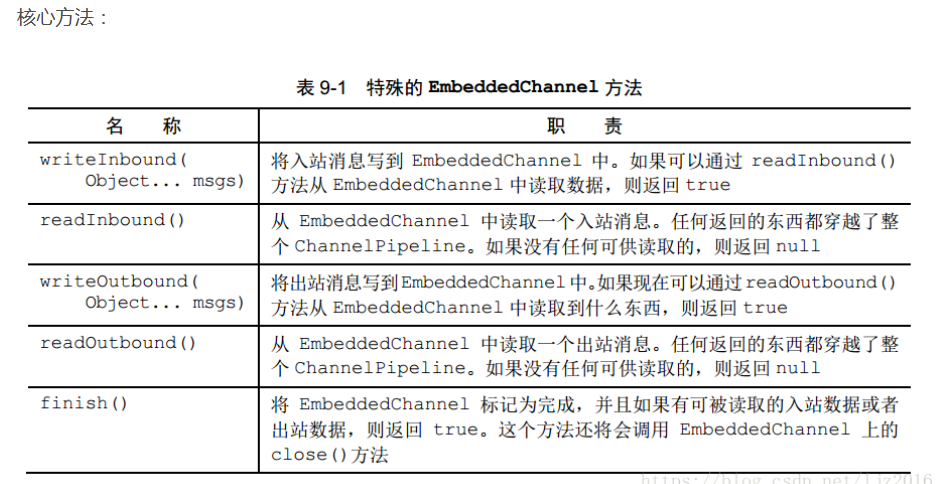 核心方法：
表 9-1 特殊的 EmbeddedChannel 方法
名 称
职 责
writeInbound(
Object... msgs)
将入站消息写到 EmbeddedChannel 中。如果可以通过 readInbound()
方法从 EmbeddedChannel 中读取数据，则返回 true
readInbound()
从 EmbeddedChannel 中读取一个入站消息。任何返回的东西都穿越了整
个 ChannelPipeline。如果没有任何可供读取的，则返回 null
writeOutbound(
Object... msgs)
将出站消息写到EmbeddedChannel中。如果现在可以通过readOutbound()
方法从 EmbeddedChannel 中读取到什么东西，则返回 true
readOutbound()
从 EmbeddedChannel 中读取一个出站消息。任何返回的东西都穿越了整
个 ChannelPipeline。如果没有任何可供读取的，则返回 null
finish()
将 EmbeddedChannel 标记为完成，并且如果有可被读取的入站数据或者
出站数据，则返回 true。这个方法还将会调用 EmbeddedChannel 上的
close()方法
https://blog.csdn.net/ljz2016